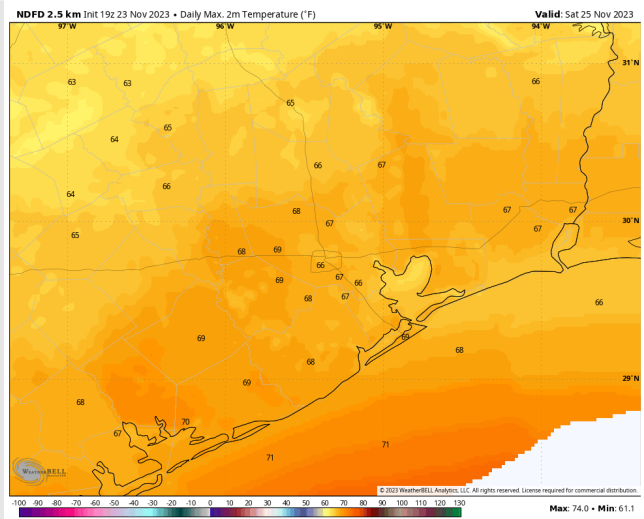 NDFD 2.5 km Init 19z 23 Nov 2023 • Daily Max. 2m Temperature (°F)
Valid: Sat 25 Nov 2023
97°W 96°W 95°W 94°W
31°N
63 63 66
65
65
64
66 67
66
64
68 67 67
30°N
67 67
65
68 69
66
67
69 66
68 67
66
69 69
68
68
29°N
69
68
70
67
71
71
WEATHERBELL
© 2023 WeatherBELL Analytics, LLC. All rights reserved. License required for commercial distribution.
-100 -90 -80 -70 -60 -50 -40 -30 -20 -10 0 10 20 30 40 50 60 70 80 90 100 110 120 130
Max: 74.0 • Min: 61.1